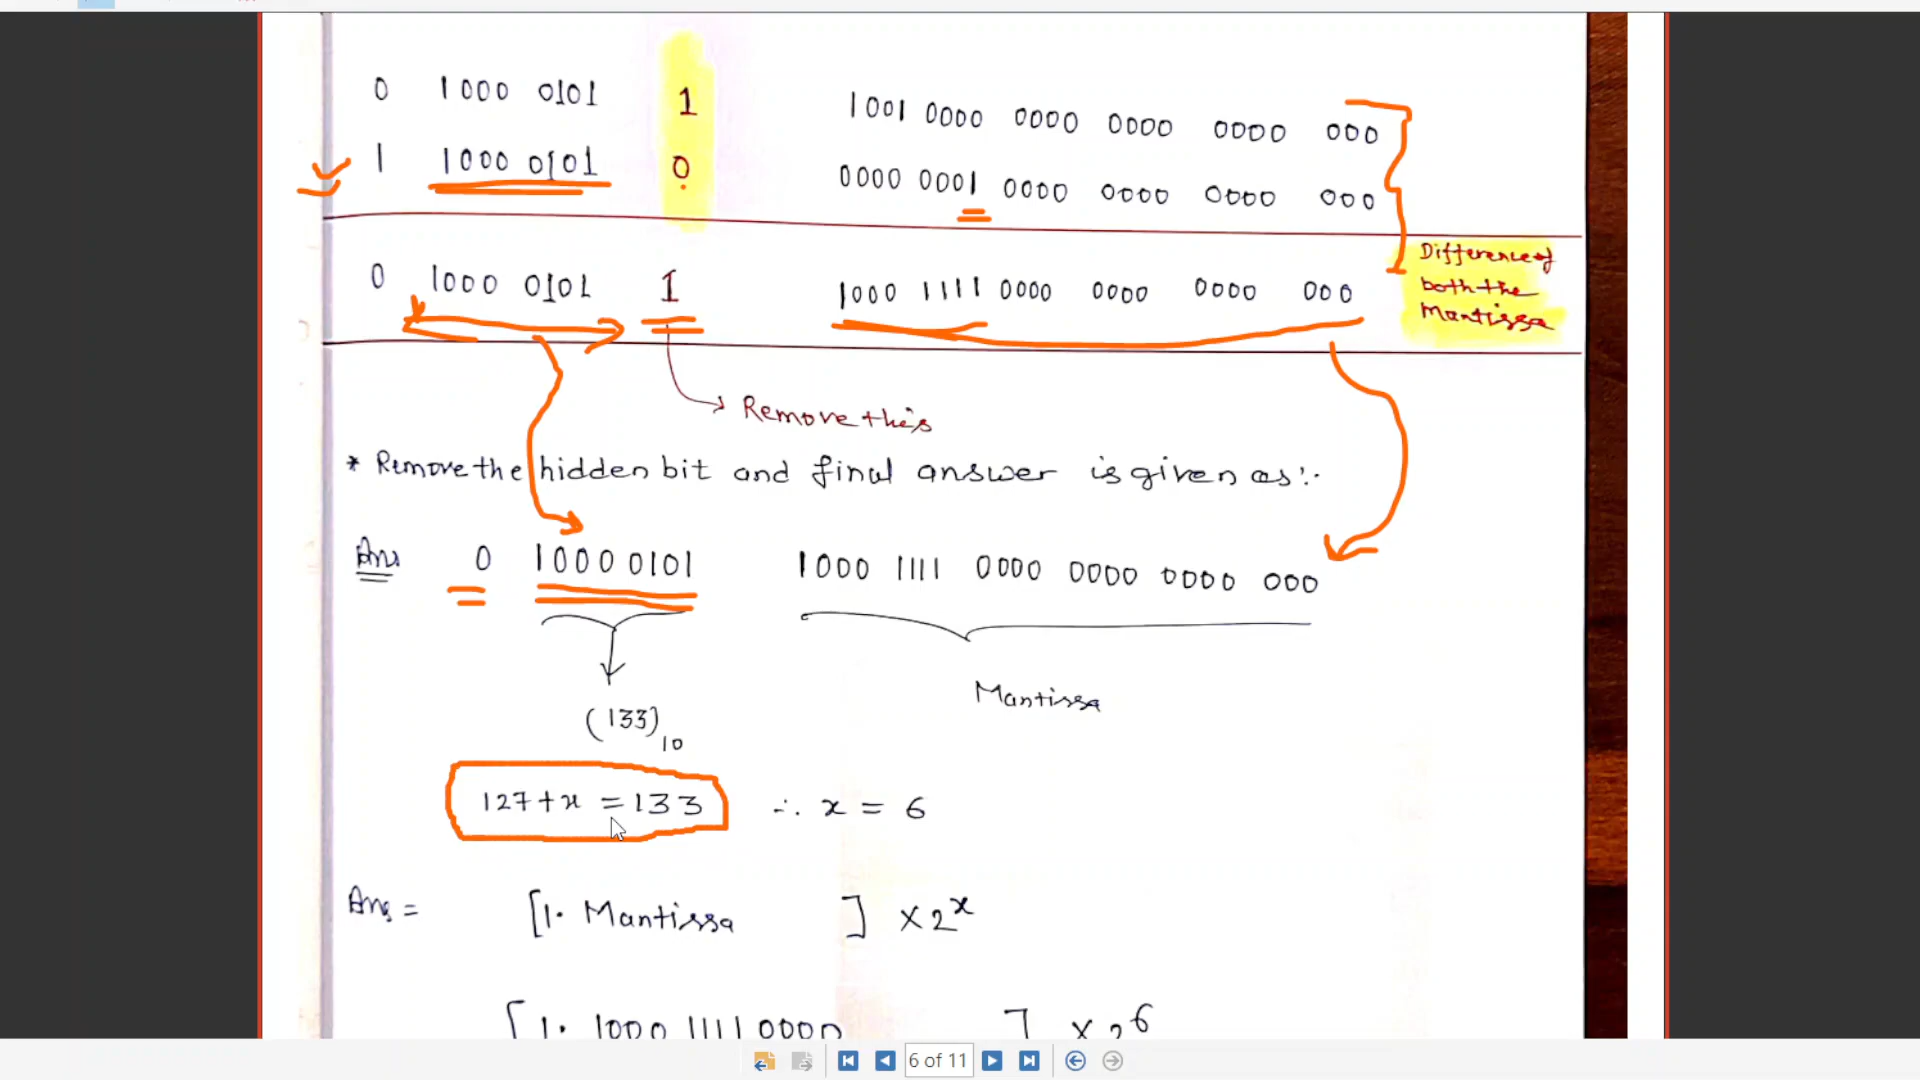 0 1000 0101 1 1001 0000 0000 0000 0000 000
1 1000 0101 0 0000 0001 0000 0000 0000 000
0 1000 0101 1 1000 1111 0000 0000 0000 000
Difference of
both the
Mantissa
Remove this
* Remove the hidden bit and final answer is given as :-
Ans 0 1000 0101 1000 1111 0000 0000 0000 000
Mantissa
(133)10
127+x = 133 ∴ x = 6
Ans = [1. Mantissa ] × 2^x
[1. 1000 1111 0000 ] × 2^6
6 of 11